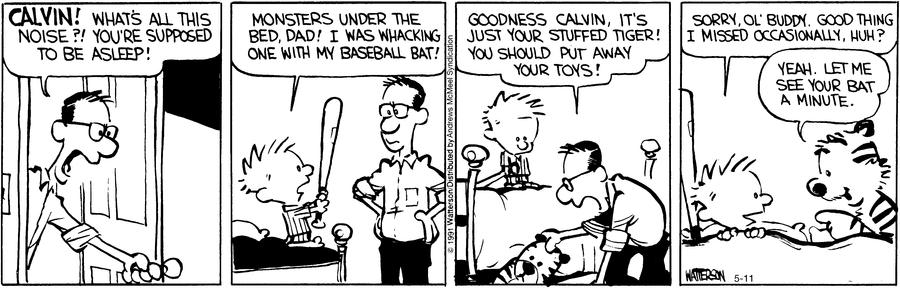 CALVIN! WHAT'S ALL THIS
NOISE?! YOU'RE SUPPOSED
TO BE ASLEEP!
MONSTERS UNDER THE
BED, DAD! I WAS WHACKING
ONE WITH MY BASEBALL BAT!
© 1991 Watterson/Distributed by Andrews McMeel Syndication
GOODNESS CALVIN, IT'S
JUST YOUR STUFFED TIGER!
YOU SHOULD PUT AWAY
YOUR TOYS!
SORRY, OL' BUDDY. GOOD THING
I MISSED OCCASIONALLY, HUH?
YEAH. LET ME
SEE YOUR BAT
A MINUTE.
WATTERSON 5-11